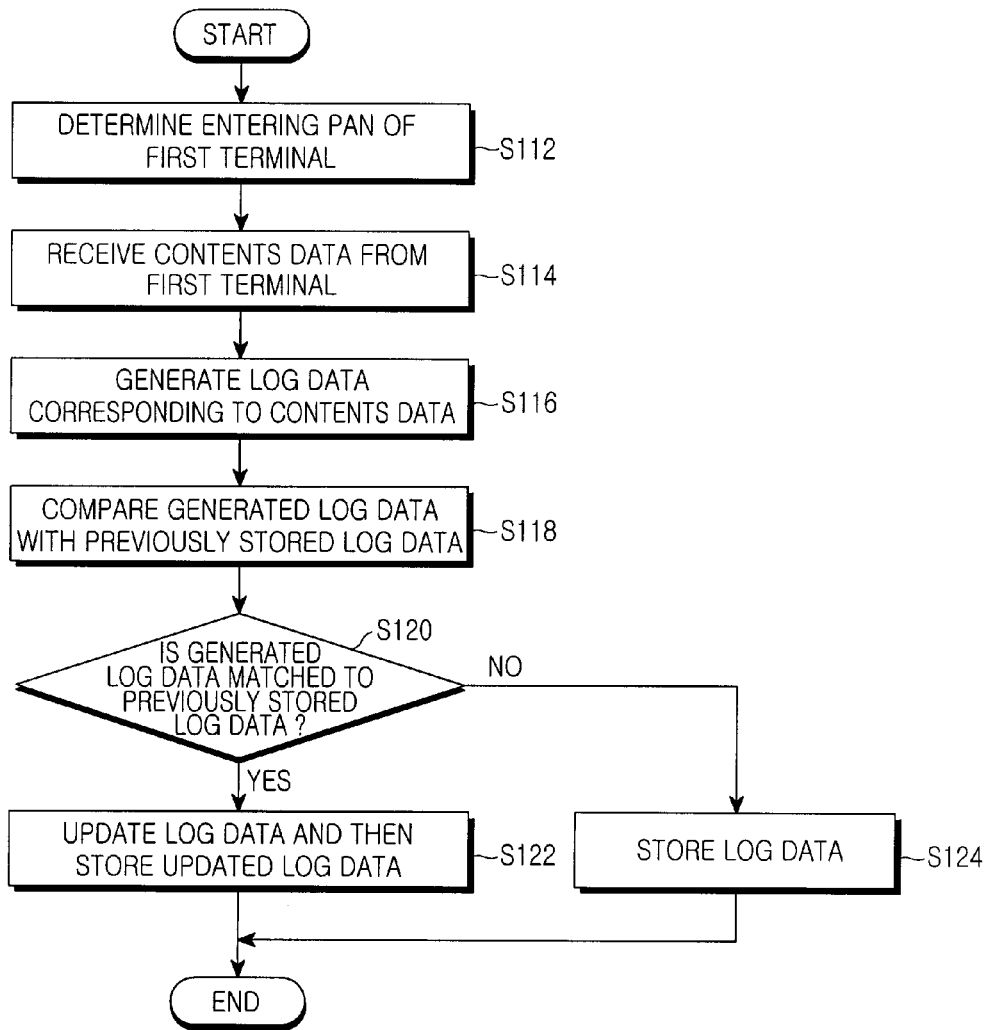 START
DETERMINE ENTERING PAN OF
FIRST TERMINAL
S112
RECEIVE CONTENTS DATA FROM
FIRST TERMINAL
S114
GENERATE LOG DATA
CORRESPONDING TO CONTENTS DATA
S116
COMPARE GENERATED LOG DATA
WITH PREVIOUSLY STORED LOG DATA
S118
S120
IS GENERATED
LOG DATA MATCHED TO
PREVIOUSLY STORED
LOG DATA ?
NO
YES
UPDATE LOG DATA AND THEN
STORE UPDATED LOG DATA
S122
STORE LOG DATA
S124
END